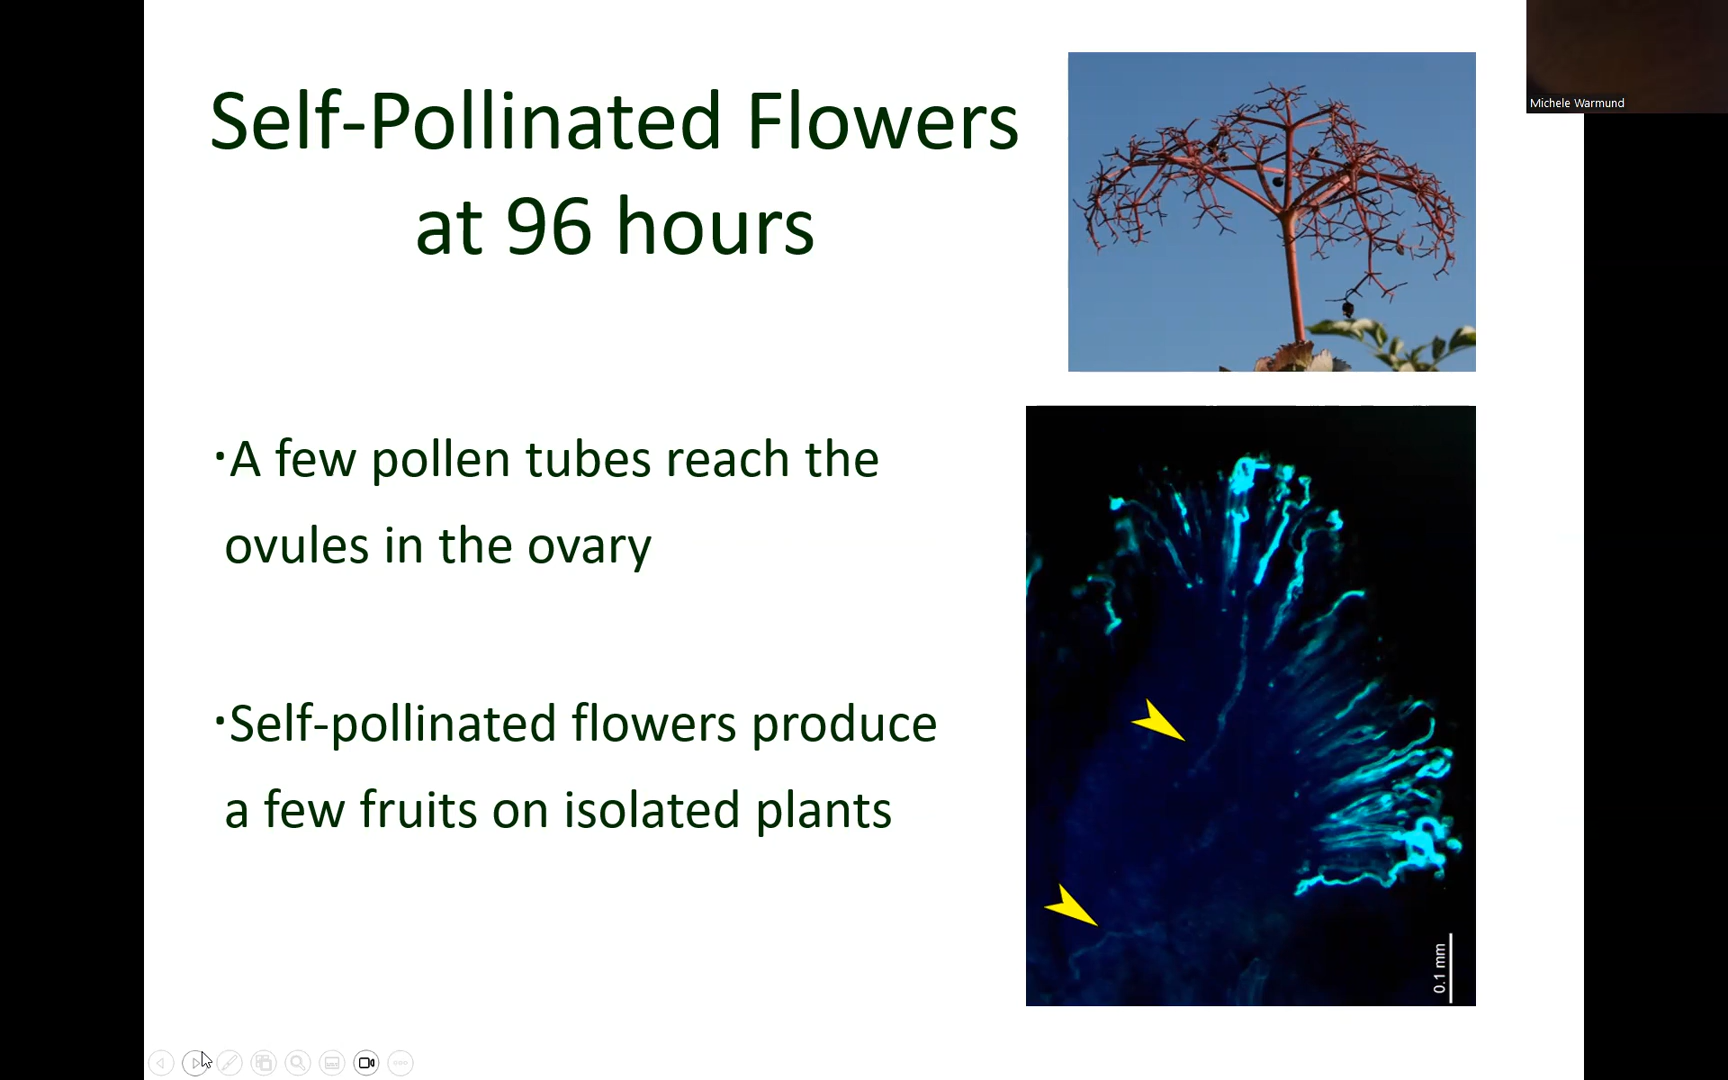 Self-Pollinated Flowers
at 96 hours
Michele Warmund
·A few pollen tubes reach the
ovules in the ovary
·Self-pollinated flowers produce
a few fruits on isolated plants
0.1 mm